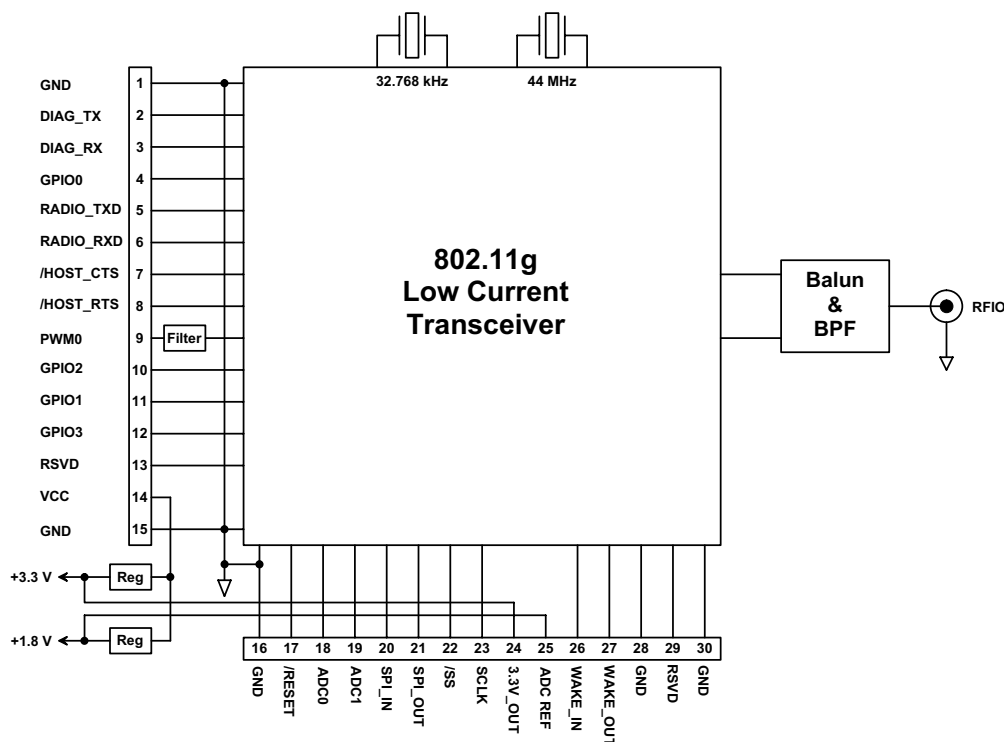 32.768 kHz
44 MHz
GND 1
DIAG_TX 2
DIAG_RX 3
GPIO0 4
RADIO_TXD 5
RADIO_RXD 6
/HOST_CTS 7
/HOST_RTS 8
PWM0 9 Filter
GPIO2 10
GPIO1 11
GPIO3 12
RSVD 13
VCC 14
GND 15
802.11g
Low Current
Transceiver
Balun
&
BPF
RFIO
+3.3 V Reg
+1.8 V Reg
16 17 18 19 20 21 22 23 24 25 26 27 28 29 30
GND
/RESET
ADC0
ADC1
SPI_IN
SPI_OUT
/SS
SCLK
3.3V_OUT
ADC REF
WAKE_IN
WAKE_OUT
GND
RSVD
GND